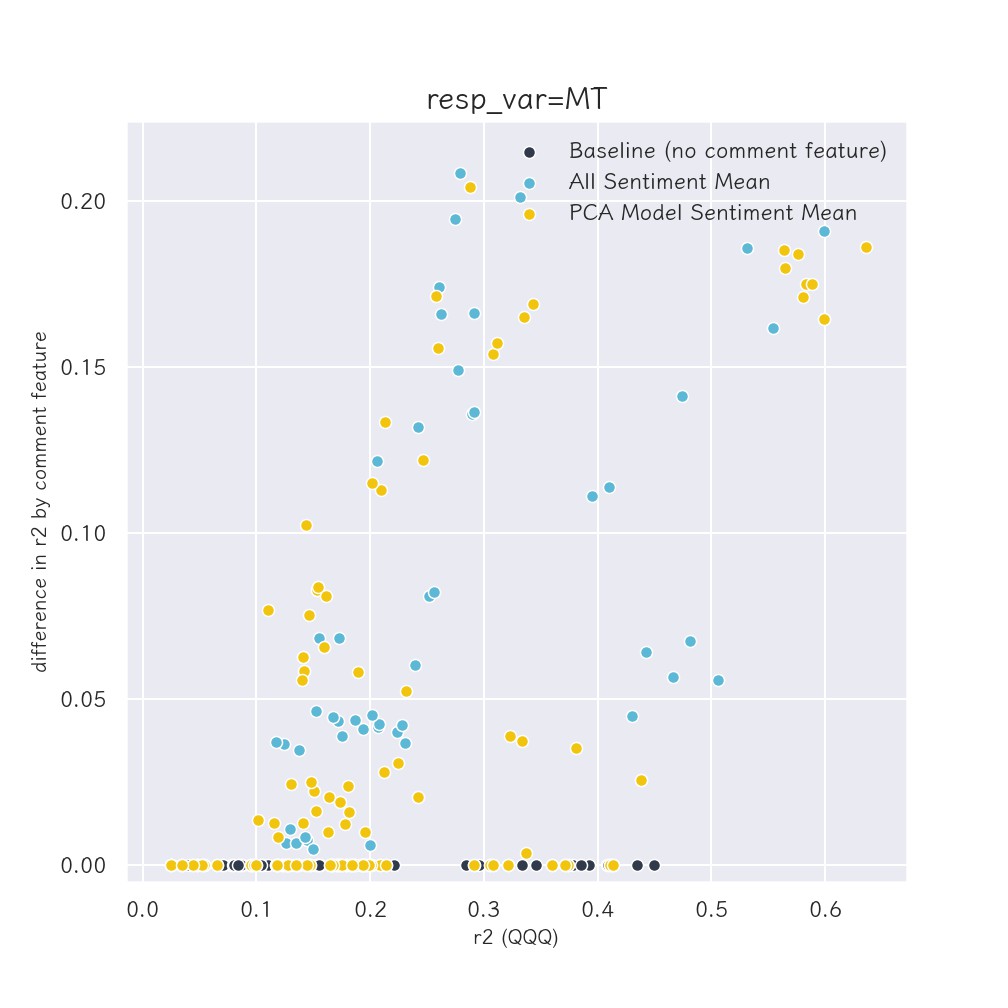 resp_var=MT
Baseline (no comment feature)
All Sentiment Mean
PCA Model Sentiment Mean
difference in r2 by comment feature
0.20
0.15
0.10
0.05
0.00
0.0 0.1 0.2 0.3 0.4 0.5 0.6
r2 (QQQ)